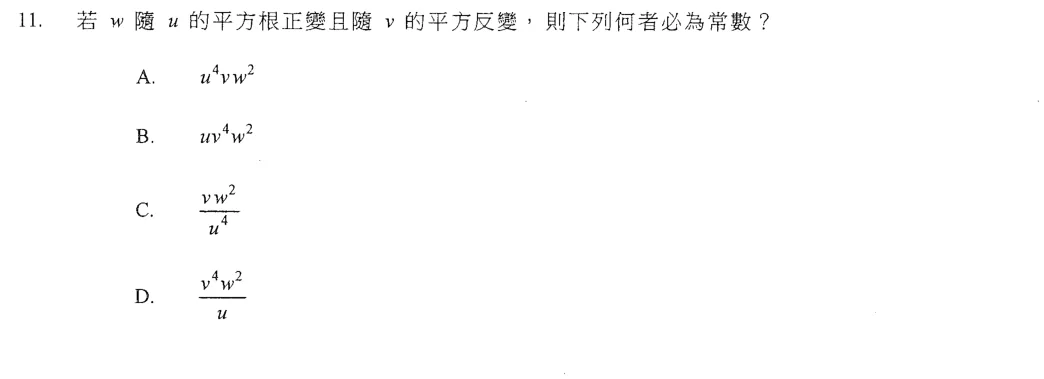 11. 若 w 隨 u 的平方根正變且隨 v 的平方反變，則下列何者必為常數？
A. u⁴vw²
B. uv⁴w²
C. vw²/u⁴
D. v⁴w²/u